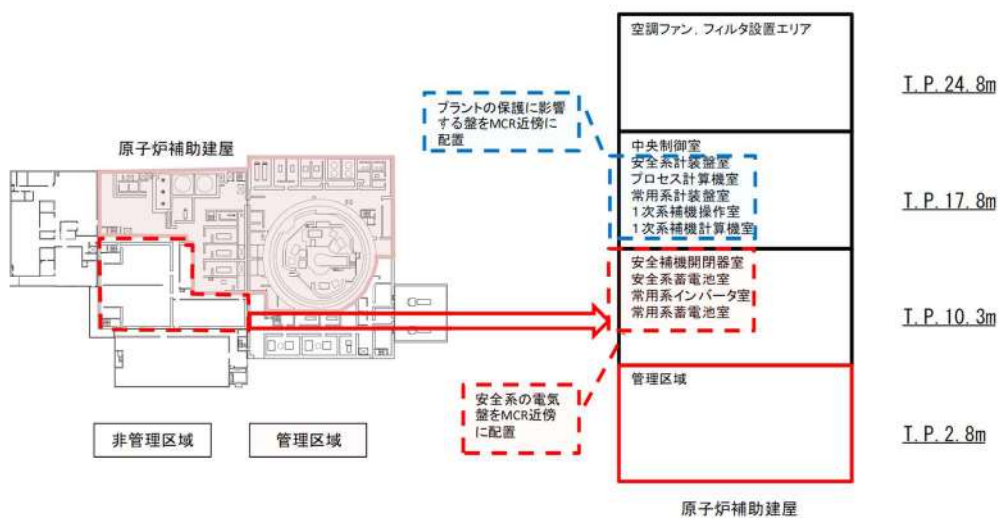 原子炉補助建屋
非管理区域
管理区域
プラントの保護に影響
する盤をMCR近傍に
配置
安全系の電気
盤をMCR近傍
に配置
空調ファン，フィルタ設置エリア
T.P.24.8m
中央制御室
安全系計装盤室
プロセス計算機室
常用系計装盤室
1次系補機操作室
1次系補機計算機室
T.P.17.8m
安全補機開閉器室
安全系蓄電池室
常用系インバータ室
常用系蓄電池室
T.P.10.3m
管理区域
T.P.2.8m
原子炉補助建屋